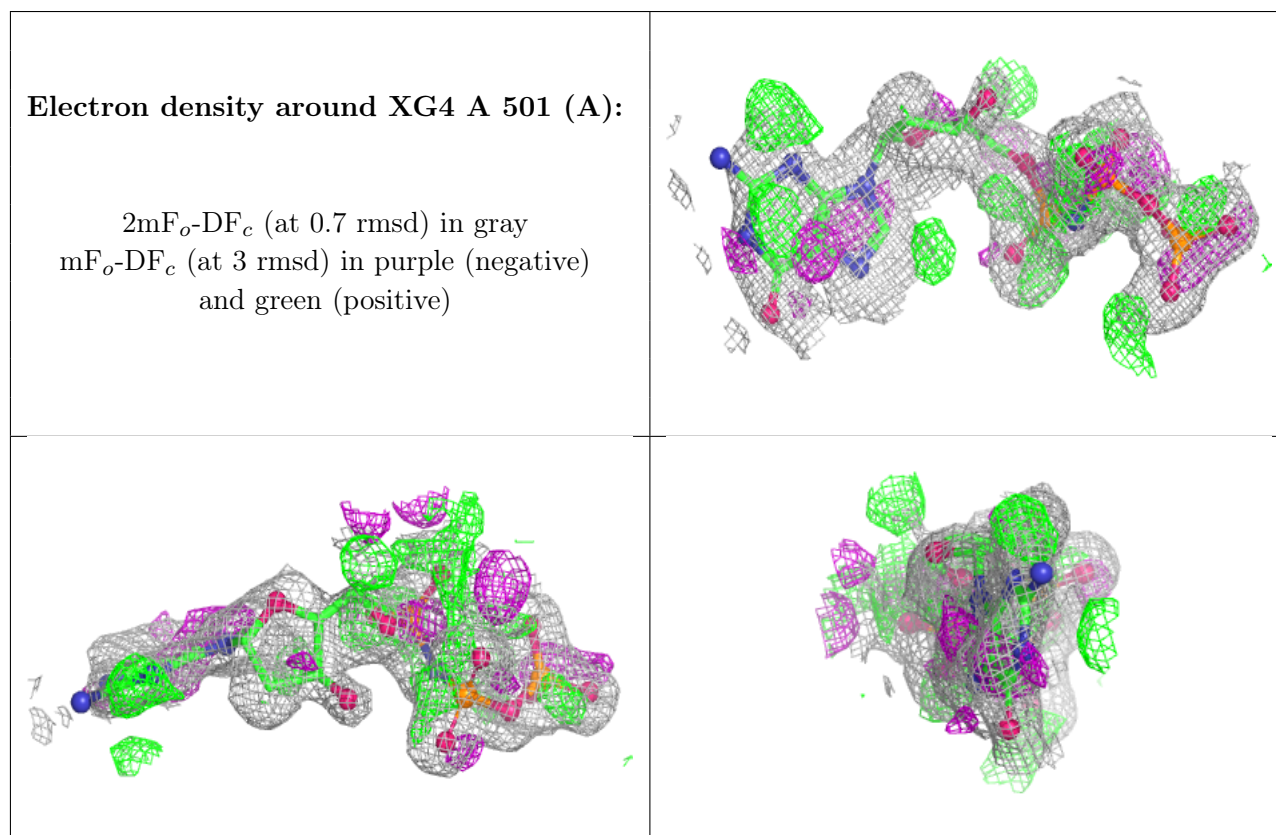 Electron density around XG4 A 501 (A):
2mFo-DFc (at 0.7 rmsd) in gray
mFo-DFc (at 3 rmsd) in purple (negative)
and green (positive)